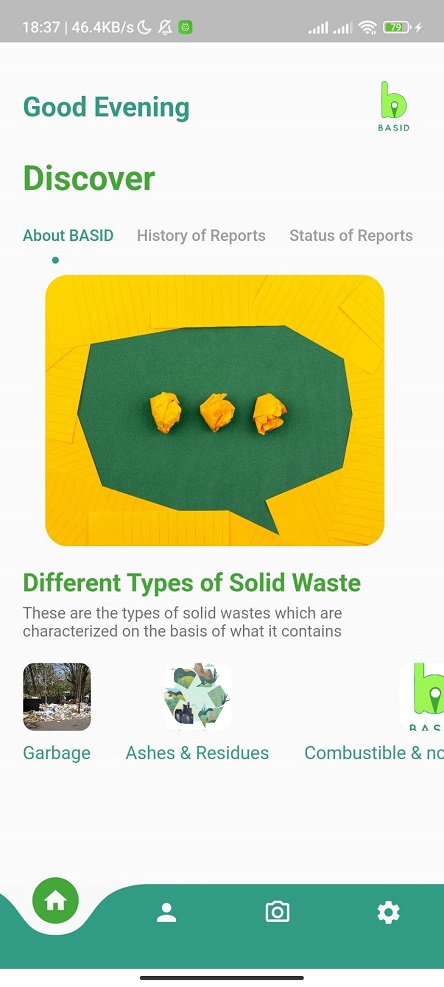 18:37 | 46.4KB/s
79
Good Evening
BASID
Discover
About BASID
History of Reports
Status of Reports
Different Types of Solid Waste
These are the types of solid wastes which are
characterized on the basis of what it contains
b
BAS
Garbage
Ashes & Residues
Combustible & no